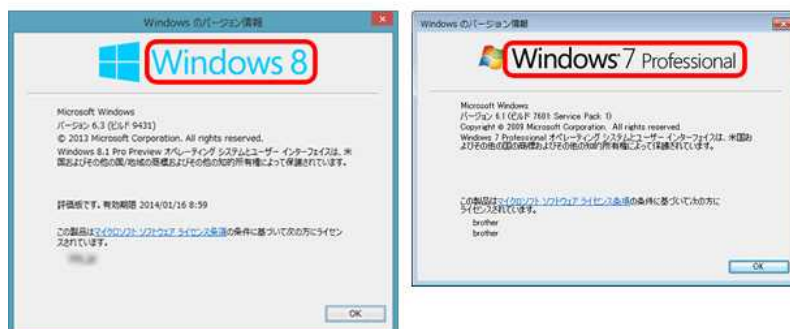 Windows のバージョン情報
Windows 8
Microsoft Windows
バージョン 6.3 (ビルド 9431)
© 2013 Microsoft Corporation. All rights reserved.
Windows 8.1 Pro Preview オペレーティング システムとユーザー インターフェイスは、米
国およびその他の国/地域の商標およびその他の知的所有権によって保護されています。
評価版です。有効期限 2014/01/16 8:59
この製品はマイクロソフト ソフトウェア ライセンス条項の条件に基づいて次の方にライセン
スされています。
OK
Windows のバージョン情報
Windows 7 Professional
Microsoft Windows
バージョン 6.1 (ビルド 7601 Service Pack 1)
Copyright © 2009 Microsoft Corporation. All rights reserved.
Windows 7 Professional オペレーティング システムとユーザー インターフェイスは、米国お
よびその他の国の商標およびその他の知的所有権によって保護されています。
この製品はマイクロソフト ソフトウェア ライセンス条項の条件に基づいて次の方に
ライセンスされています。
brother
brother
OK